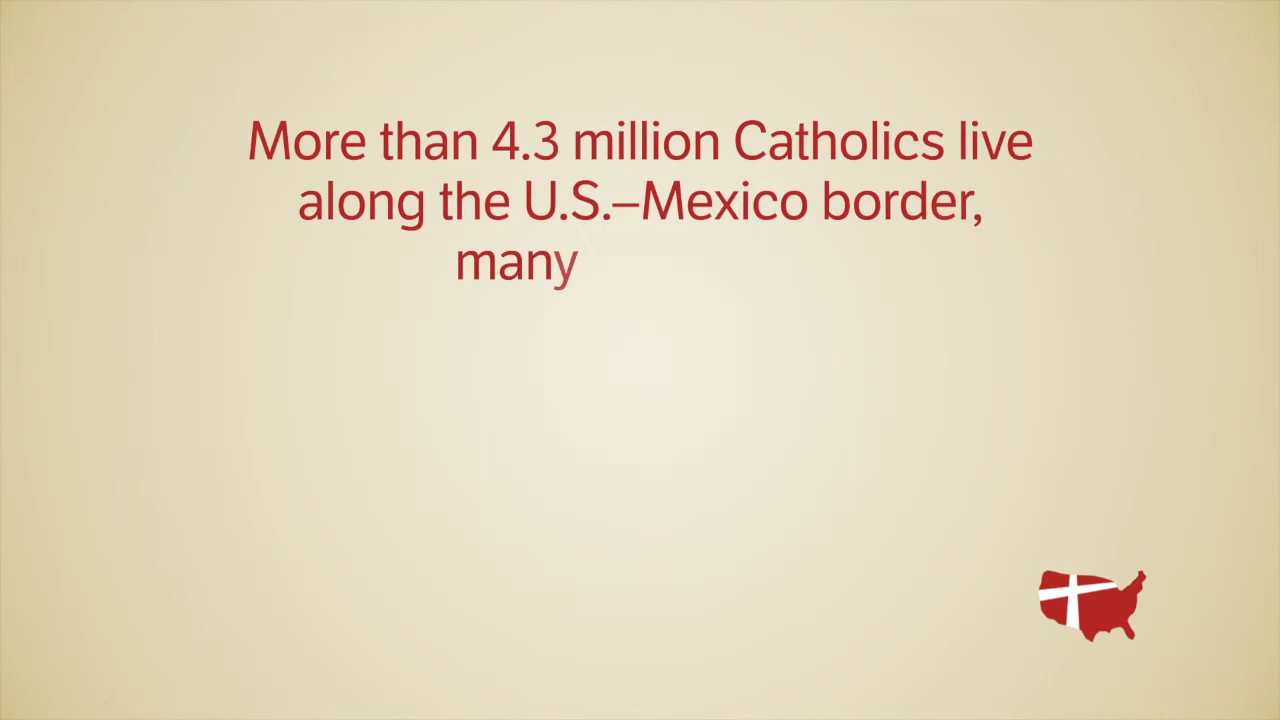 More than 4.3 million Catholics live
along the U.S.–Mexico border,
many